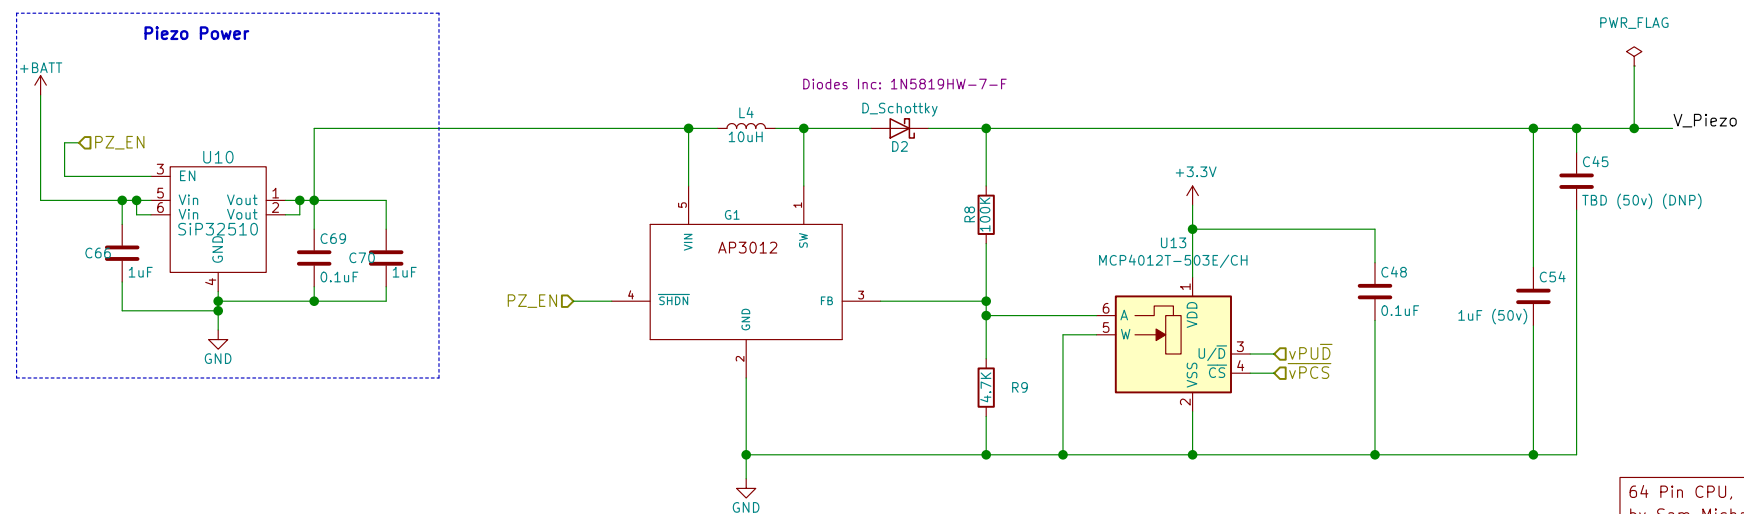 Piezo Power
PWR_FLAG
+BATT
Diodes Inc: 1N5819HW-7-F
D_Schottky
L4
10uH
D2
V_Piezo
PZ_EN
U10
3
EN
5
Vin
6
Vin
Vout
1
Vout
2
SiP32510
GND
4
C66
1uF
C69
0.1uF
C70
1uF
GND
5
VIN
G1
1
SW
AP3012
PZ_EN
4
SHDN
FB
3
GND
2
GND
R8
100K
4.7K
R9
+3.3V
U13
MCP4012T-503E/CH
1
VDD
6
A
5
W
U/D
3
vPUD
CS
4
vPCS
VSS
2
C48
0.1uF
C45
TBD (50v) (DNP)
C54
1uF (50v)
64 Pin CPU,